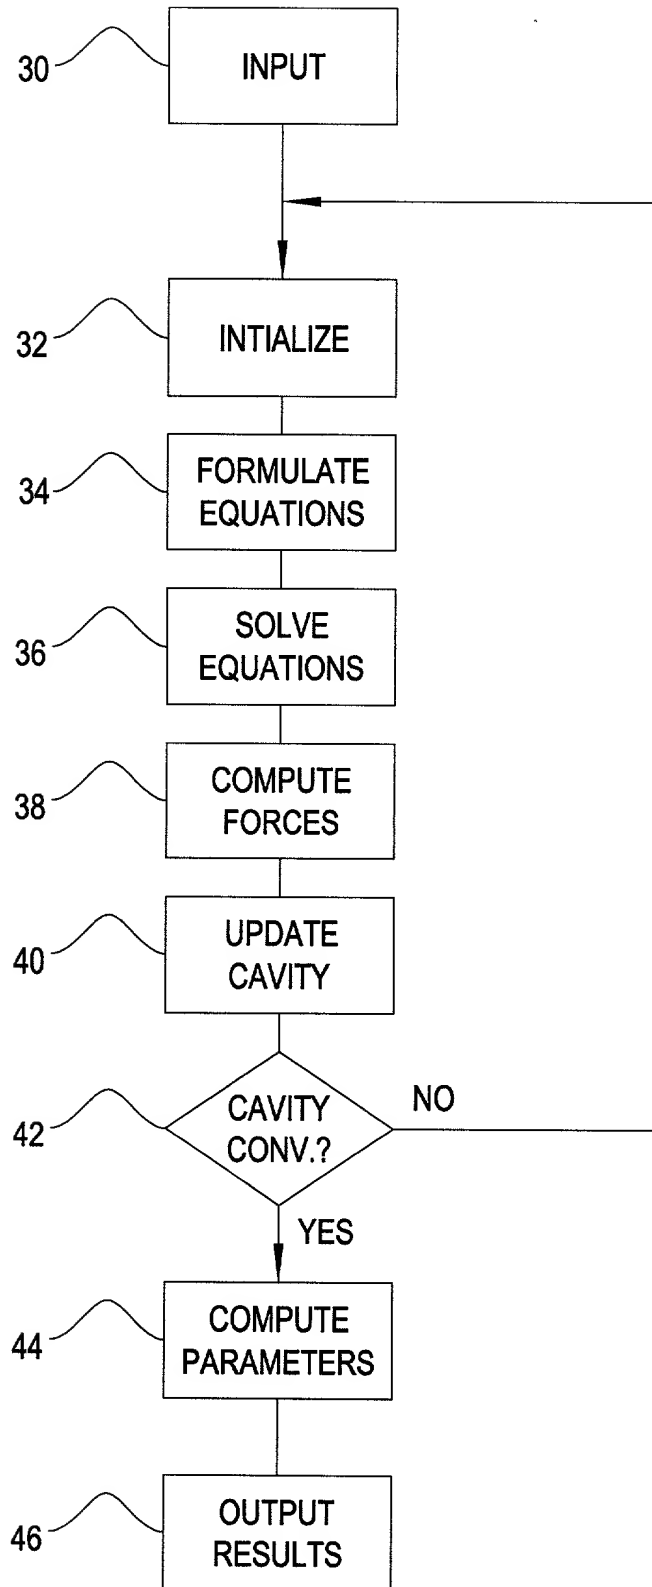 30
INPUT
32
INTIALIZE
34
FORMULATE
EQUATIONS
36
SOLVE
EQUATIONS
38
COMPUTE
FORCES
40
UPDATE
CAVITY
42
CAVITY
CONV.?
NO
YES
44
COMPUTE
PARAMETERS
46
OUTPUT
RESULTS